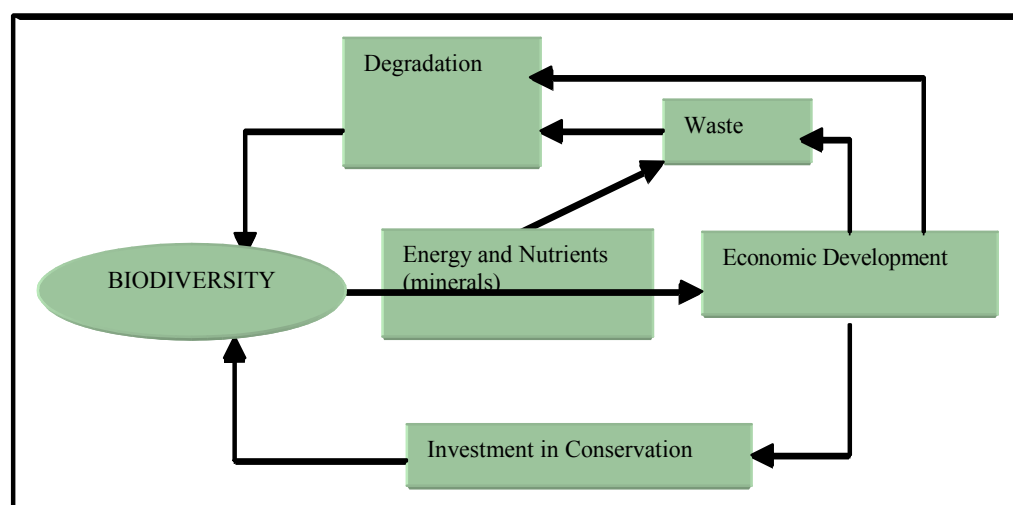 Degradation
Waste
Energy and Nutrients
(minerals)
Economic Development
BIODIVERSITY
Investment in Conservation